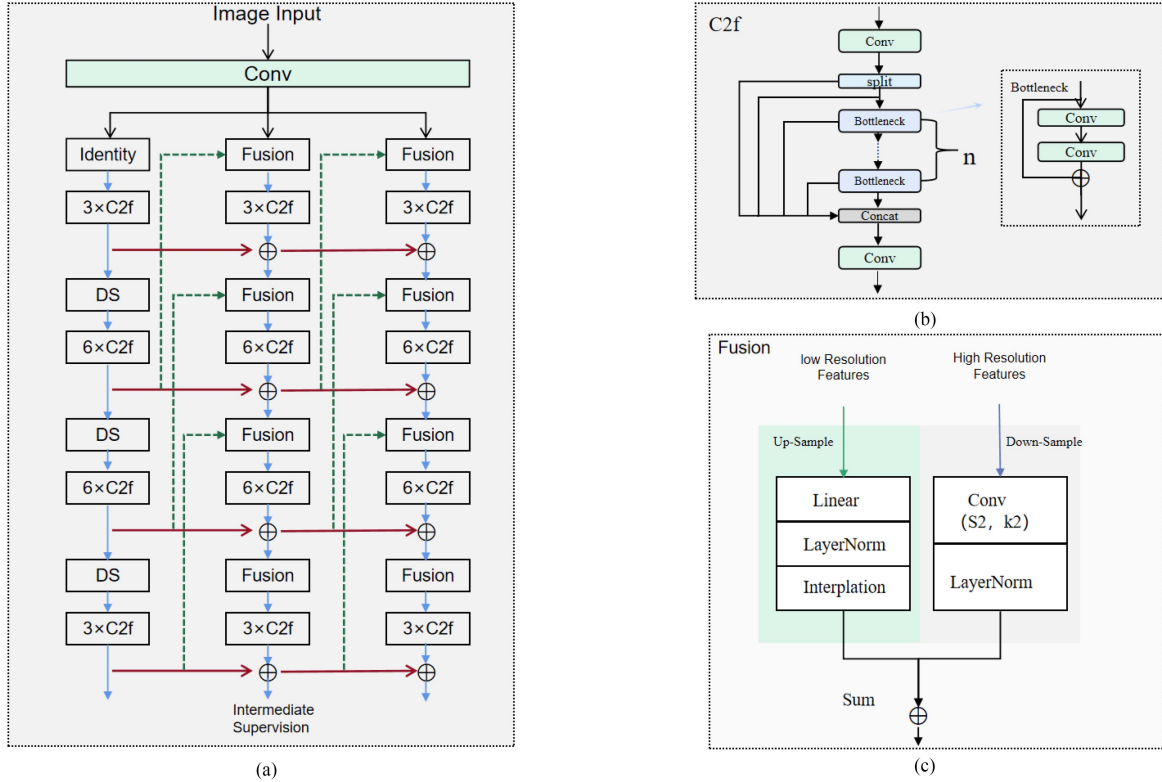 Image Input
Conv
Identity
Fusion
Fusion
3×C2f
3×C2f
3×C2f
DS
Fusion
Fusion
6×C2f
6×C2f
6×C2f
DS
Fusion
Fusion
6×C2f
6×C2f
6×C2f
DS
Fusion
Fusion
3×C2f
3×C2f
3×C2f
Intermediate
Supervision
(a)
C2f
Conv
split
Bottleneck
Bottleneck
n
Concat
Conv
Bottleneck
Conv
Conv
(b)
Fusion
low Resolution
Features
High Resolution
Features
Up-Sample
Down-Sample
Linear
LayerNorm
Interplation
Conv
(S2, k2)
LayerNorm
Sum
(c)